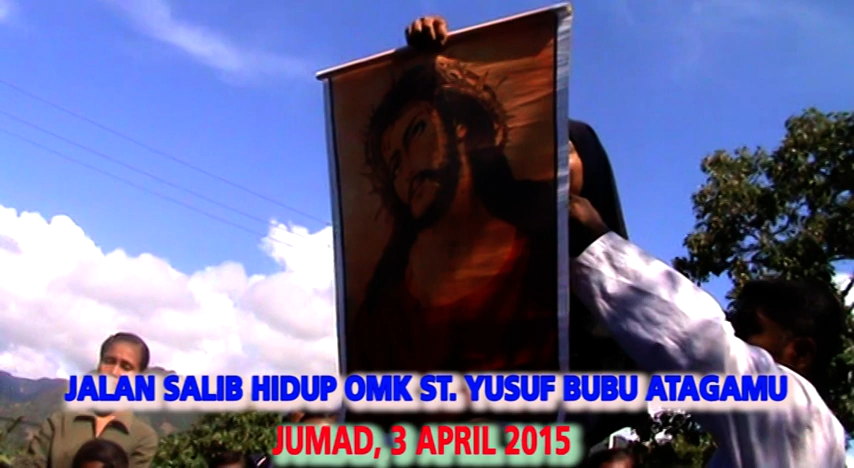 JALAN SALIB HIDUP OMK ST. YUSUF BUBU ATAGAMU
JUMAD, 3 APRIL 2015